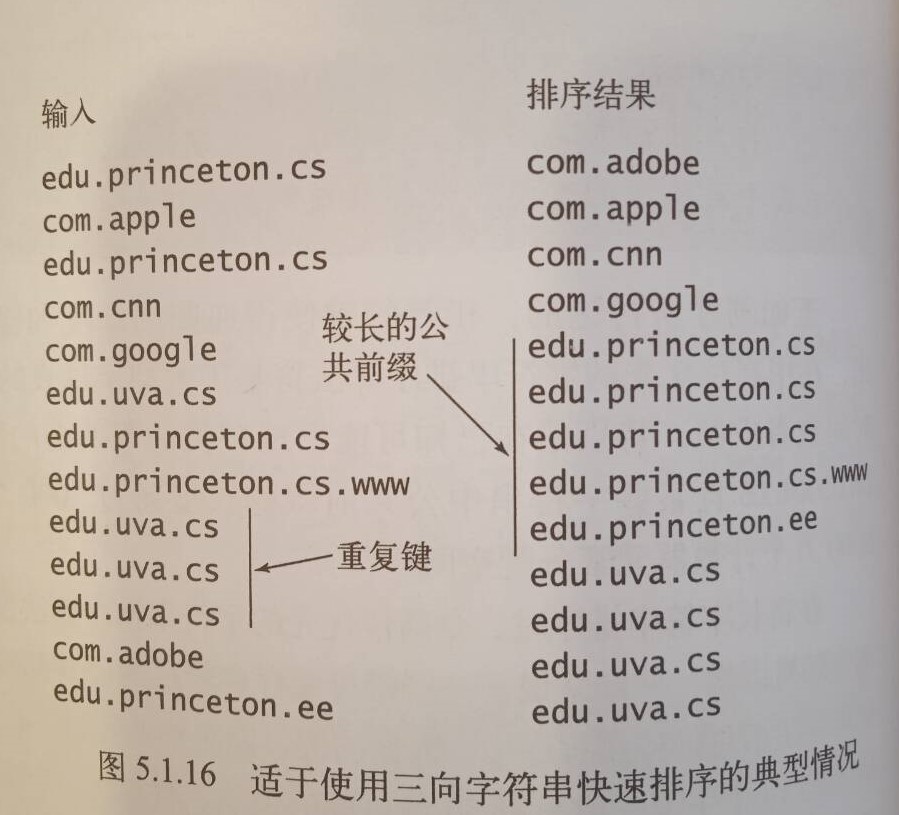 输入
edu.princeton.cs
com.apple
edu.princeton.cs
com.cnn
com.google
edu.uva.cs
edu.princeton.cs
edu.princeton.cs.www
edu.uva.cs
edu.uva.cs
edu.uva.cs
com.adobe
edu.princeton.ee
较长的公
共前缀
重复键
排序结果
com.adobe
com.apple
com.cnn
com.google
edu.princeton.cs
edu.princeton.cs
edu.princeton.cs
edu.princeton.cs.www
edu.princeton.ee
edu.uva.cs
edu.uva.cs
edu.uva.cs
edu.uva.cs
图 5.1.16 适于使用三向字符串快速排序的典型情况